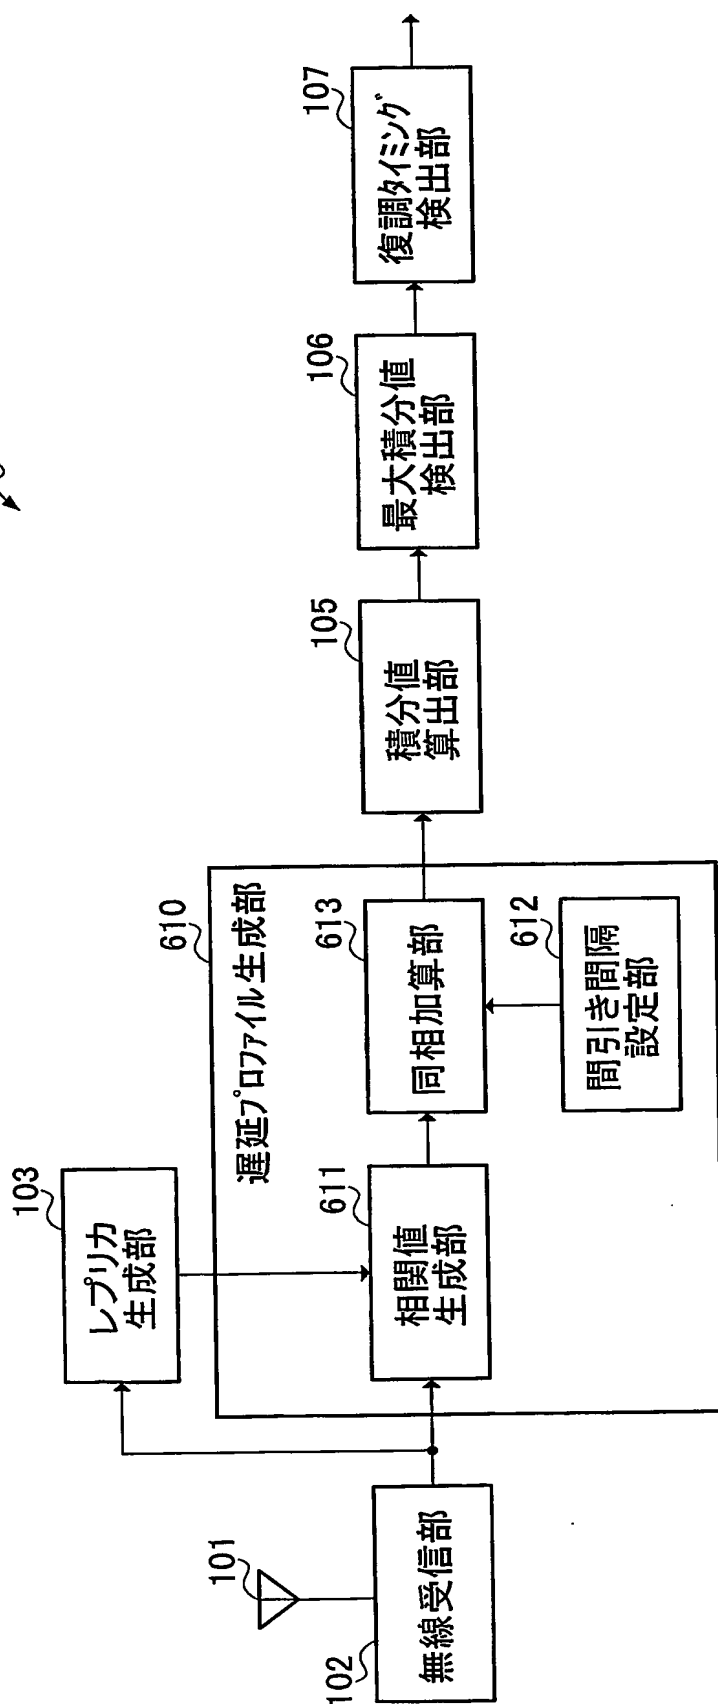 101
102
無線受信部
103
レプリカ
生成部
610
遅延プロファイル生成部
611
相関値
生成部
613
同相加算部
612
間引き間隔
設定部
105
積分値
算出部
106
最大積分値
検出部
107
復調タイミング
検出部